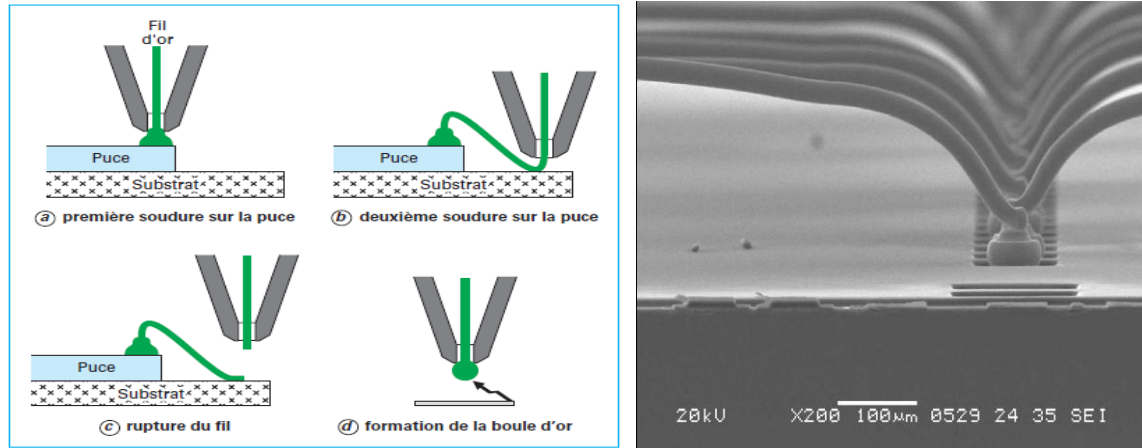 Fil
d'or
Puce
Substrat
ⓐ première soudure sur la puce
Puce
Substrat
ⓑ deuxième soudure sur la puce
Puce
Substrat
ⓒ rupture du fil
ⓓ formation de la boule d'or
20kV X200 100µm 0529 24 35 SEI